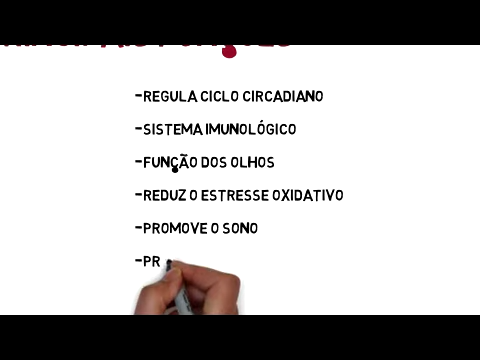 -REGULA CICLO CIRCADIANO
-SISTEMA IMUNOLÓGICO
-FUNÇÃO DOS OLHOS
-REDUZ O ESTRESSE OXIDATIVO
-PROMOVE O SONO
-PR